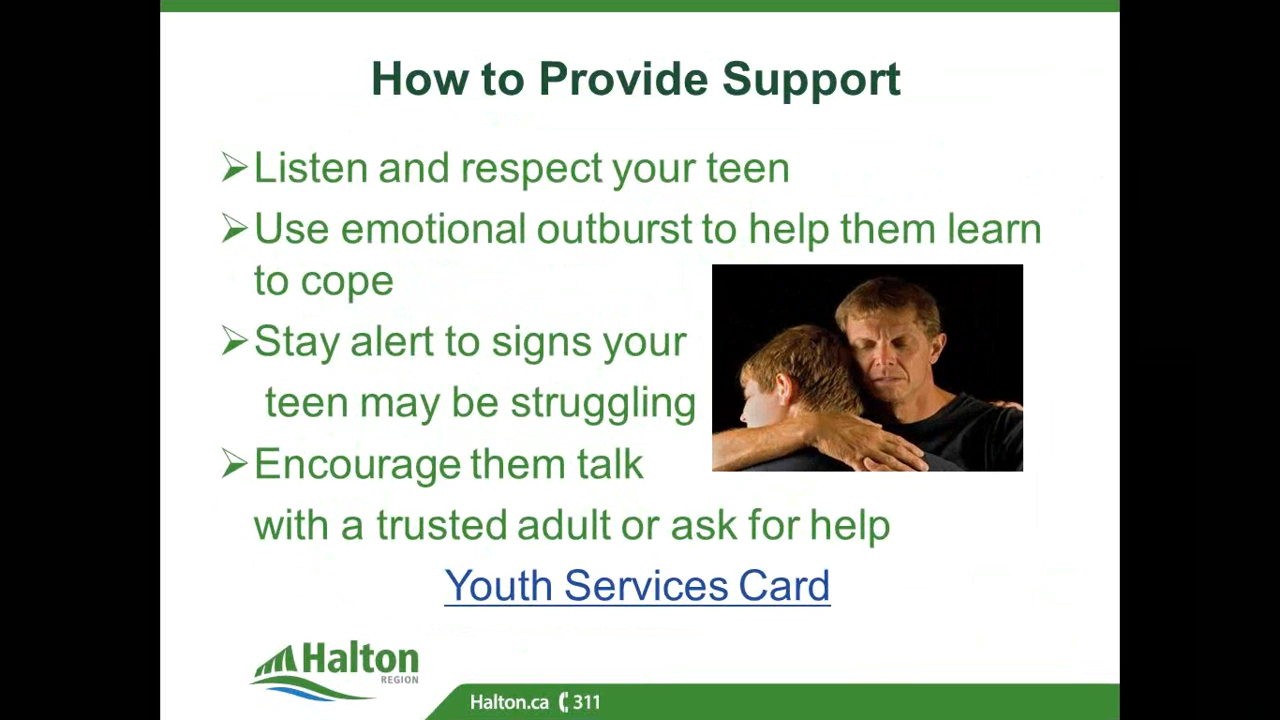 How to Provide Support
Listen and respect your teen
Use emotional outburst to help them learn
to cope
Stay alert to signs your
teen may be struggling
Encourage them talk
with a trusted adult or ask for help
Youth Services Card
Halton
REGION
Halton.ca 311